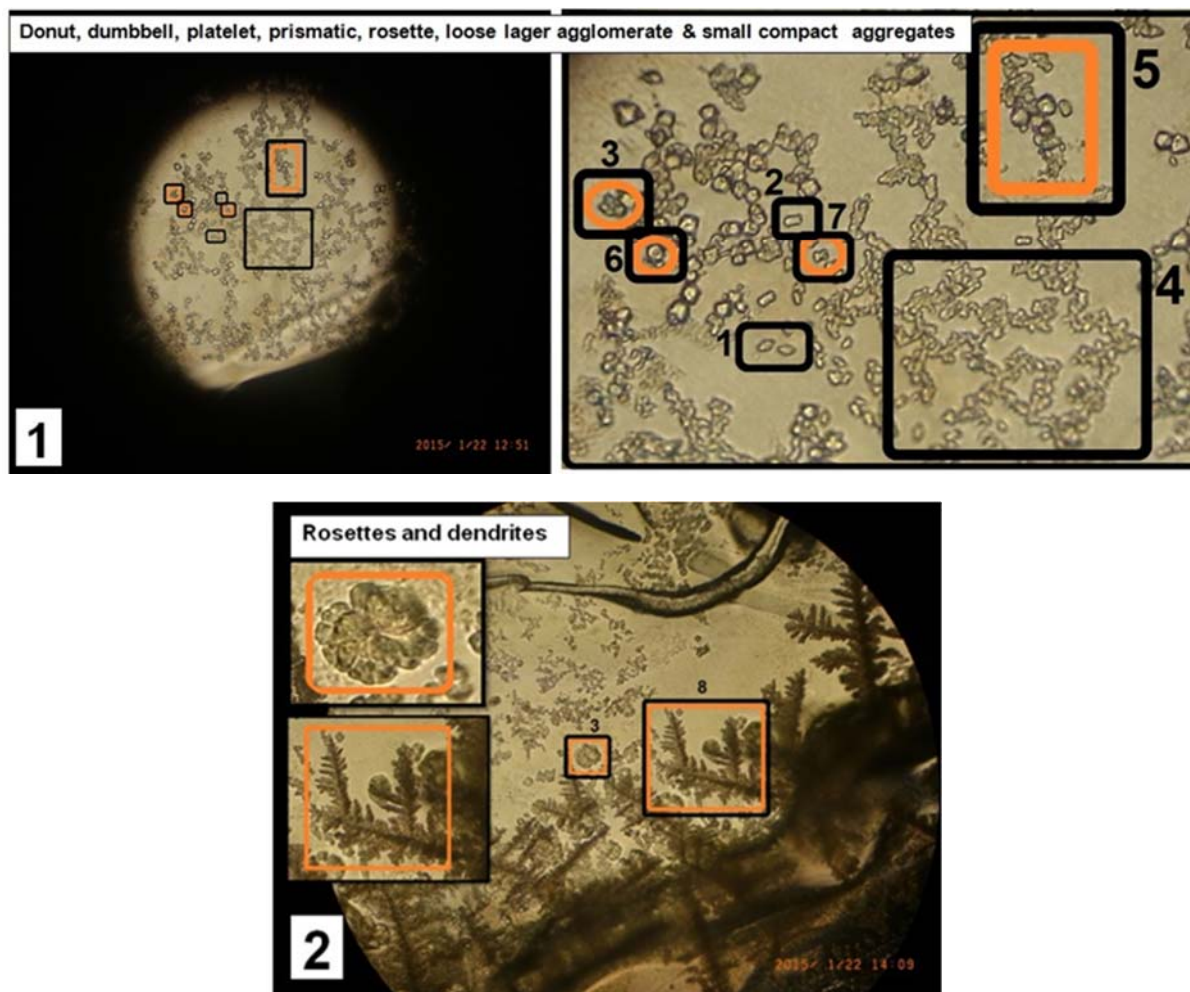 Donut, dumbbell, platelet, prismatic, rosette, loose lager agglomerate & small compact aggregates
5
3
2
7
6
4
1
1
2015/ 1/22 12:51
Rosettes and dendrites
8
3
2
2015/ 1/22 14:09